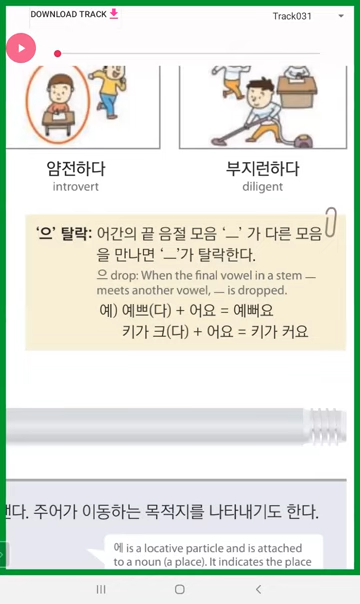 DOWNLOAD TRACK
Track031
얌전하다
introvert
부지런하다
diligent
‘으’ 탈락: 어간의 끝 음절 모음 ‘ㅡ’ 가 다른 모음
을 만나면 ‘ㅡ’가 탈락한다.
으 drop: When the final vowel in a stem ㅡ
meets another vowel, ㅡ is dropped.
예) 예쁘(다) + 어요 = 예뻐요
키가 크(다) + 어요 = 키가 커요
다. 주어가 이동하는 목적지를 나타내기도 한다.
에 is a locative particle and is attached
to a noun (a place). It indicates the place